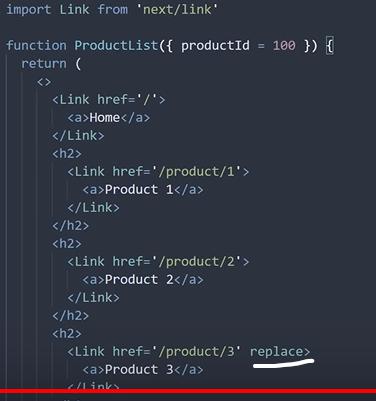 import Link from 'next/link'
function ProductList({ productId = 100 }) {
return (
<>
<Link href='/'>
<a>Home</a>
</Link>
<h2>
<Link href='/product/1'>
<a>Product 1</a>
</Link>
</h2>
<h2>
<Link href='/product/2'>
<a>Product 2</a>
</Link>
</h2>
<h2>
<Link href='/product/3' replace>
<a>Product 3</a>
</Link>